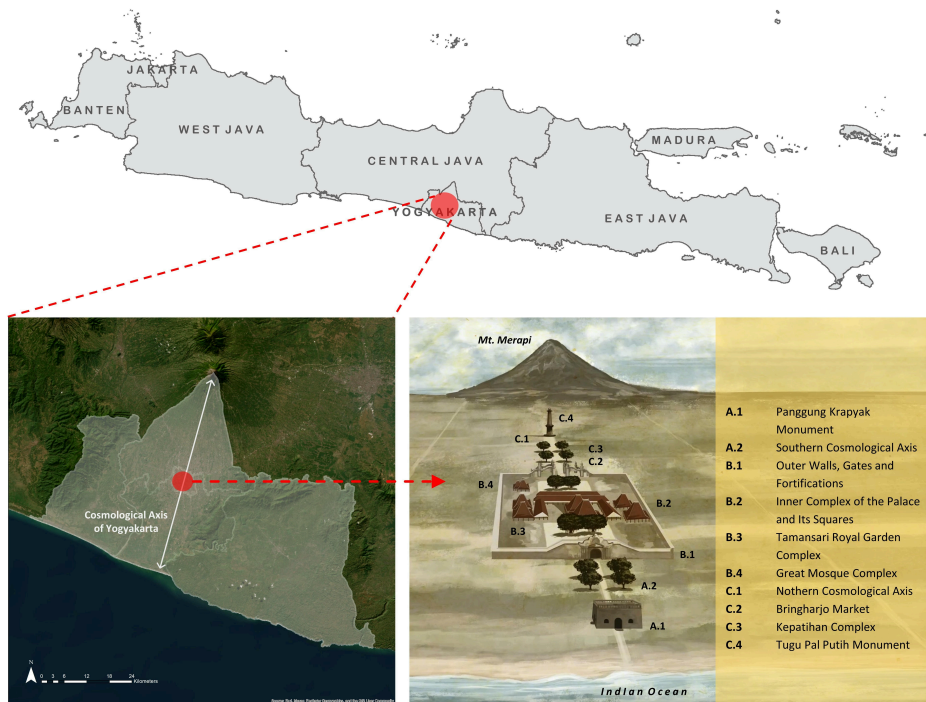 JAKARTA
BANTEN
WEST JAVA
CENTRAL JAVA
MADURA
YOGYAKARTA
EAST JAVA
BALI
Cosmological Axis
of Yogyakarta
N
0 3 6 12 18 24
Kilometers
Mt. Merapi
C.4
C.1
C.3
C.2
B.4
B.2
B.3
B.1
A.2
A.1
Indian Ocean
A.1 Panggung Krapyak
Monument
A.2 Southern Cosmological Axis
B.1 Outer Walls, Gates and
Fortifications
B.2 Inner Complex of the Palace
and Its Squares
B.3 Tamansari Royal Garden
Complex
B.4 Great Mosque Complex
C.1 Nothern Cosmological Axis
C.2 Bringharjo Market
C.3 Kepatihan Complex
C.4 Tugu Pal Putih Monument